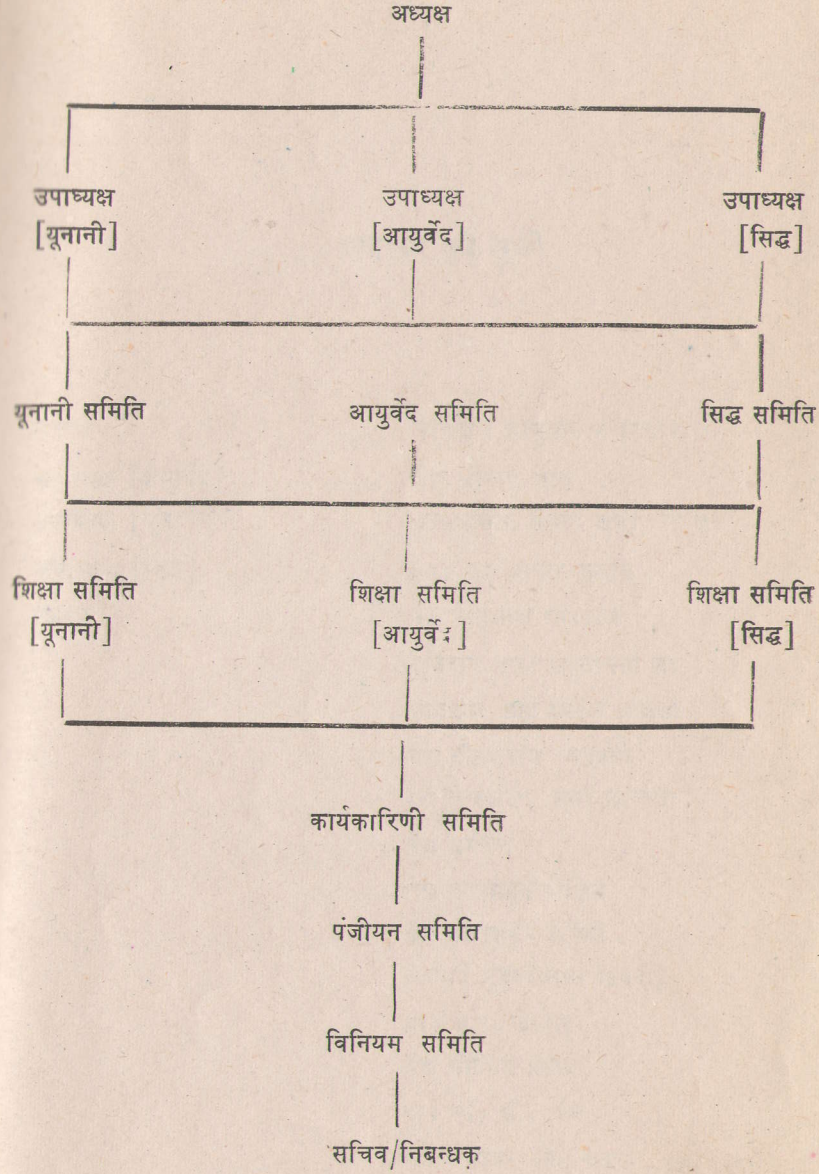 अध्यक्ष
उपाध्यक्ष उपाध्यक्ष उपाध्यक्ष
[यूनानी] [आयुर्वेद] [सिद्ध]
यूनानी समिति आयुर्वेद समिति सिद्ध समिति
शिक्षा समिति शिक्षा समिति शिक्षा समिति
[यूनानी] [आयुर्वेद] [सिद्ध]
कार्यकारिणी समिति
पंजीयन समिति
विनियम समिति
सचिव/निबन्धक